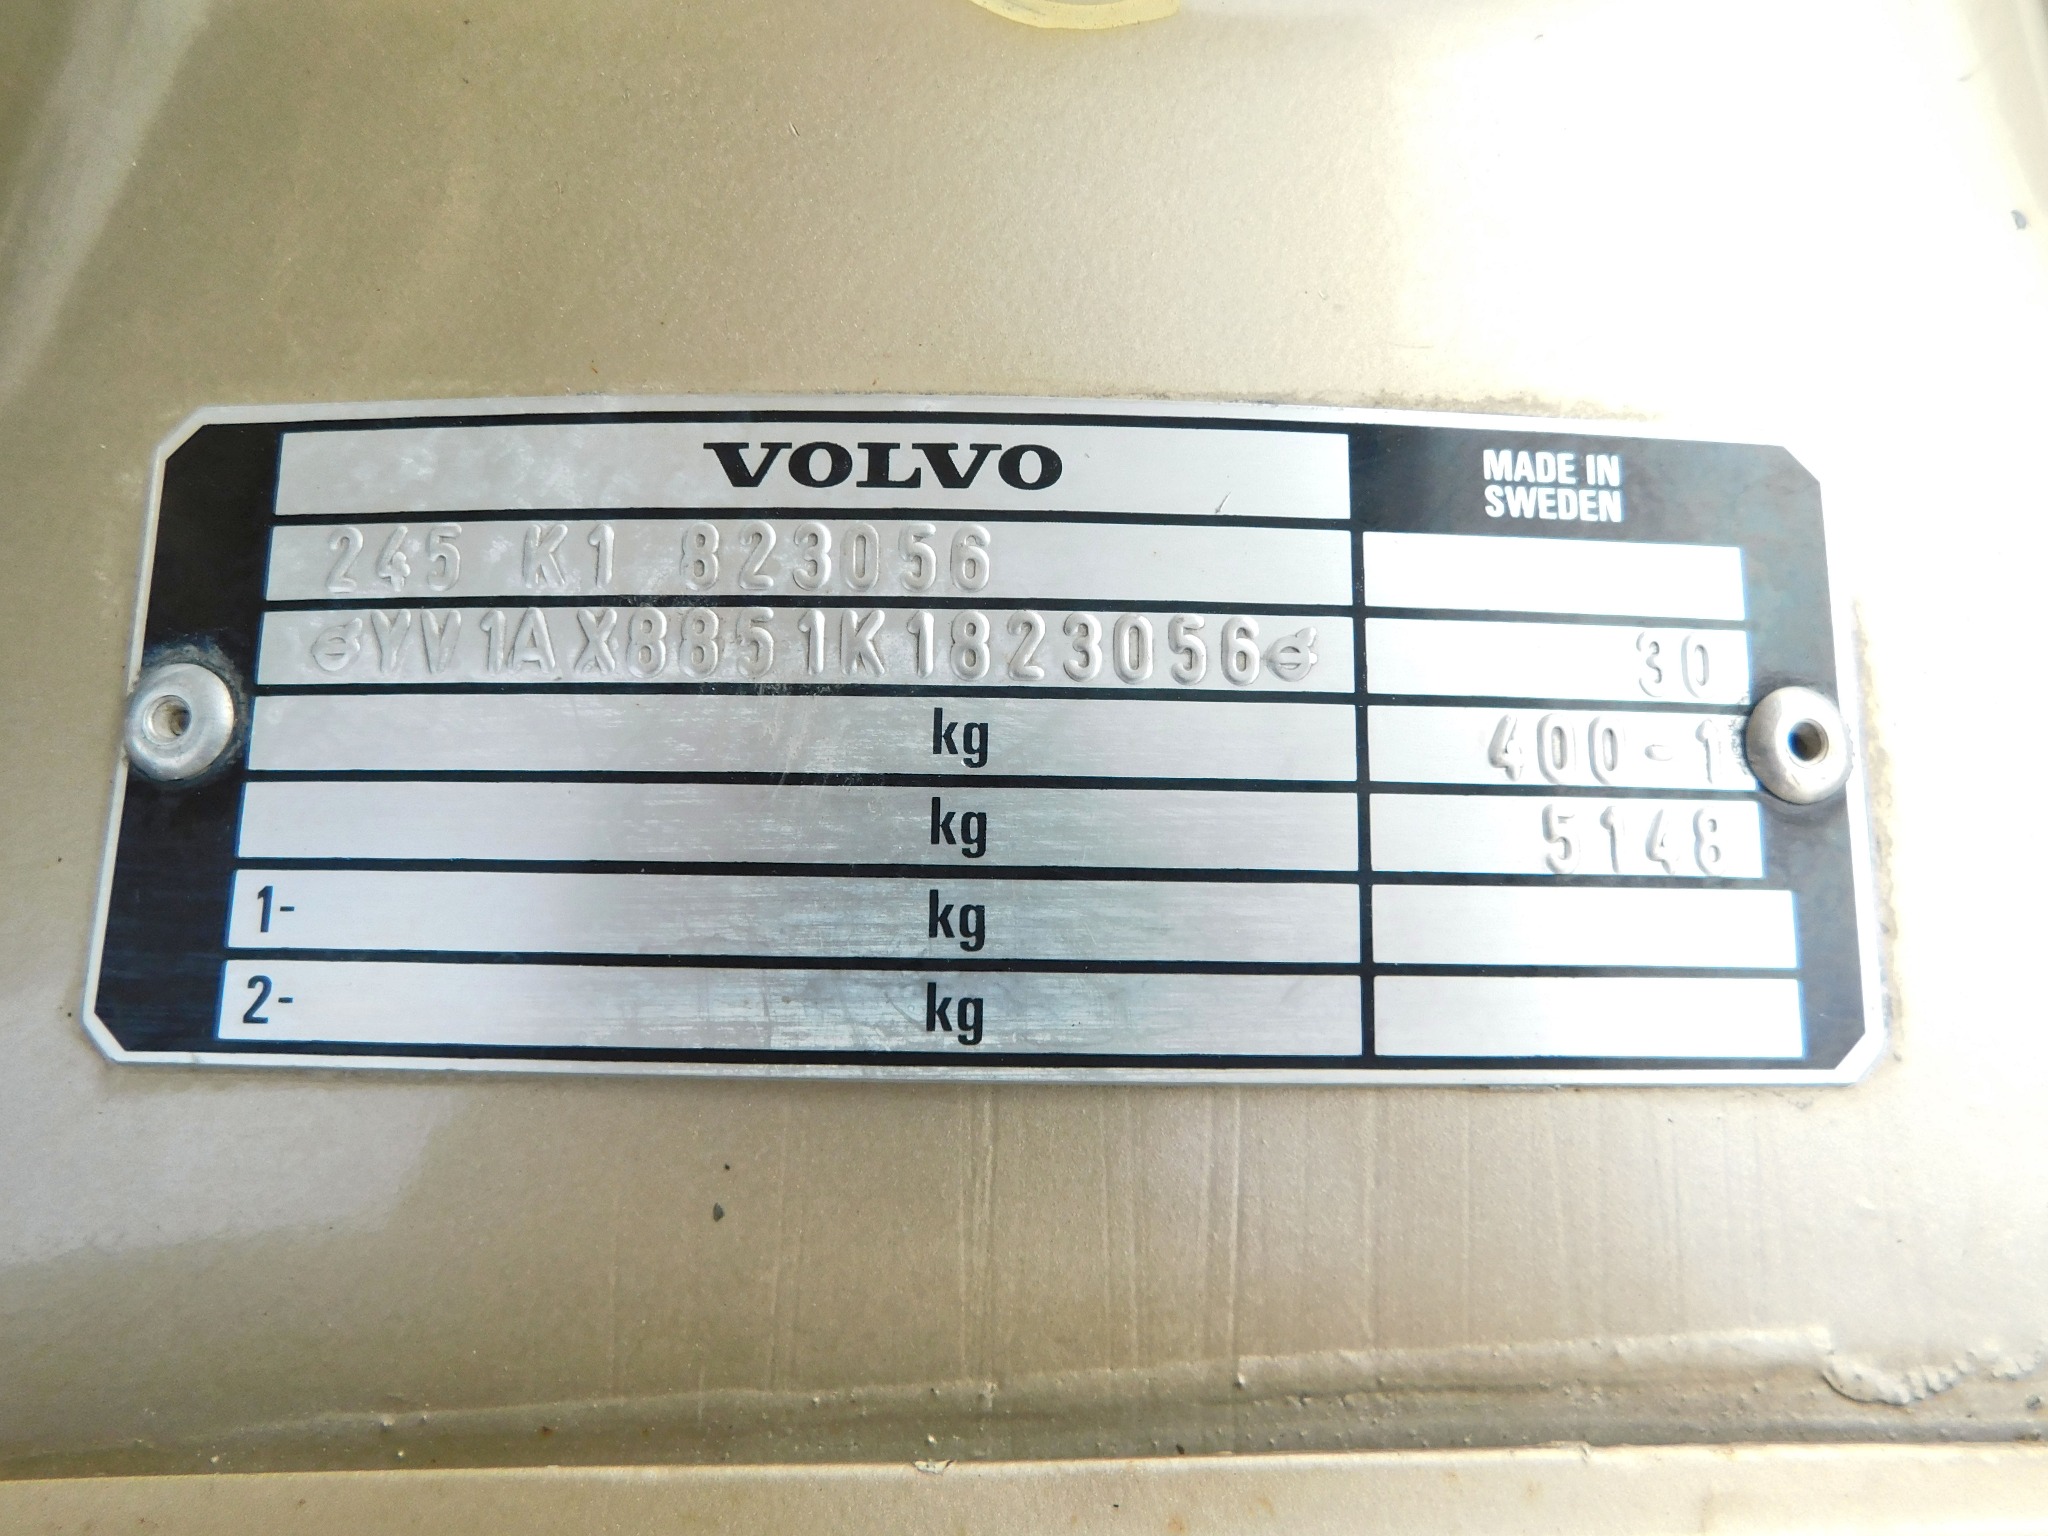 VOLVO
MADE IN
SWEDEN
245 K1 823056
YV1AX8851K1823056
30
kg
400-1
kg
5148
1- kg
2- kg